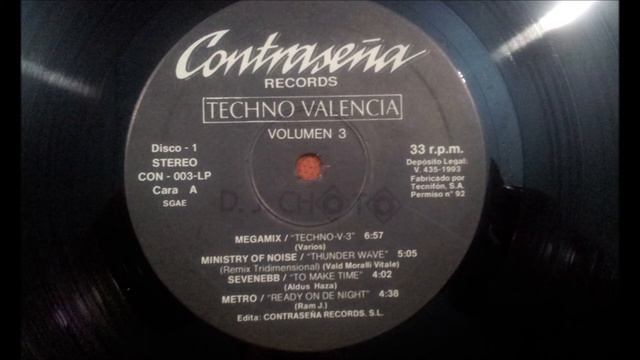 Contraseña
RECORDS
TECHNO VALENCIA
VOLUMEN 3
Disco - 1
STEREO
CON - 003-LP
Cara A
SGAE
33 r.p.m.
Depósito Legal:
V. 435-1993
Fabricado por
Tecnifón, S.A.
Permiso nº 92
MEGAMIX / "TECHNO-V-3" 6:57
(Varios)
MINISTRY OF NOISE / "THUNDER WAVE" 5:05
(Remix Tridimensional) (Vald Moralli Vitale)
SEVENEBB / "TO MAKE TIME" 4:02
(Aldus Haza)
METRO / "READY ON DE NIGHT" 4:38
(Ram J.)
Edita: CONTRASEÑA RECORDS, S.L.